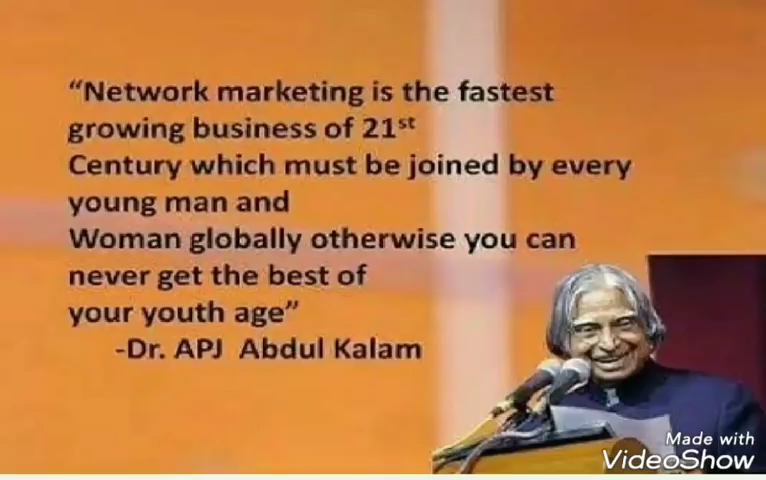 “Network marketing is the fastest
growing business of 21st
Century which must be joined by every
young man and
Woman globally otherwise you can
never get the best of
your youth age”
-Dr. APJ Abdul Kalam
Made with
VideoShow